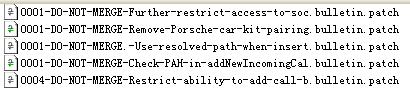 0001-DO-NOT-MERGE-Further-restrict-access-to-soc.bulletin.patch
0001-DO-NOT-MERGE-Remove-Porsche-car-kit-pairing.bulletin.patch
0001-DO-NOT-MERGE.-Use-resolved-path-when-insert.bulletin.patch
0001-DO-NOT-MERGE-Check-PAH-in-addNewIncomingCal.bulletin.patch
0004-DO-NOT-MERGE-Restrict-ability-to-add-call-b.bulletin.patch